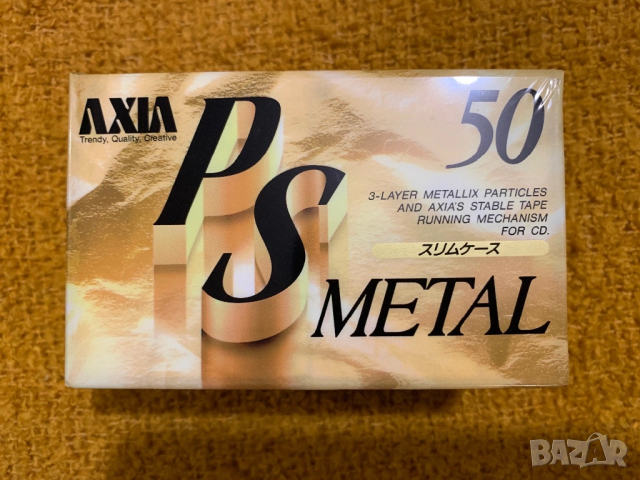 AXIA
Trendy, Quality, Creative
PS METAL
50
3-LAYER METALLIX PARTICLES
AND AXIA'S STABLE TAPE
RUNNING MECHANISM
FOR CD.
スリムケース
BAZAR